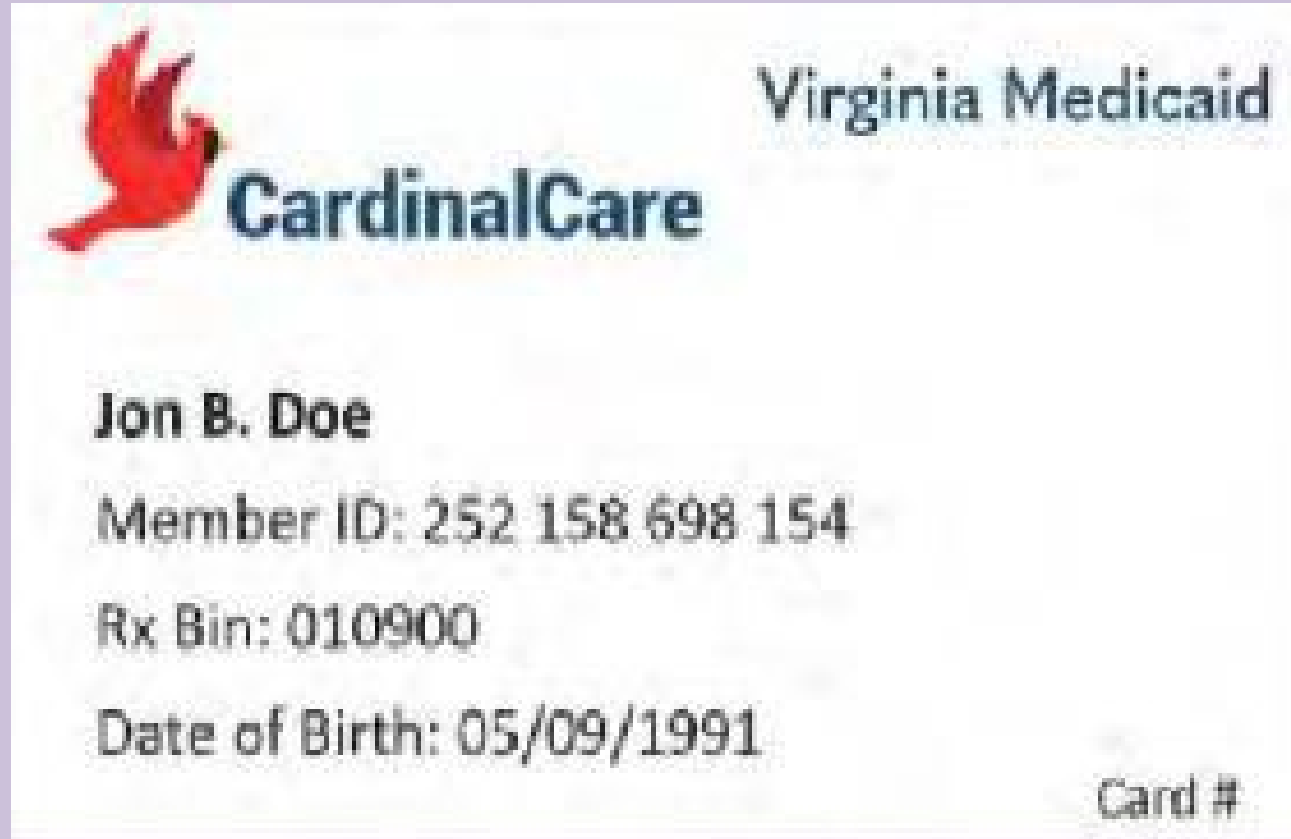 Virginia Medicaid
CardinalCare
Jon B. Doe
Member ID: 252 158 698 154
Rx Bin: 010900
Date of Birth: 05/09/1991
Card #